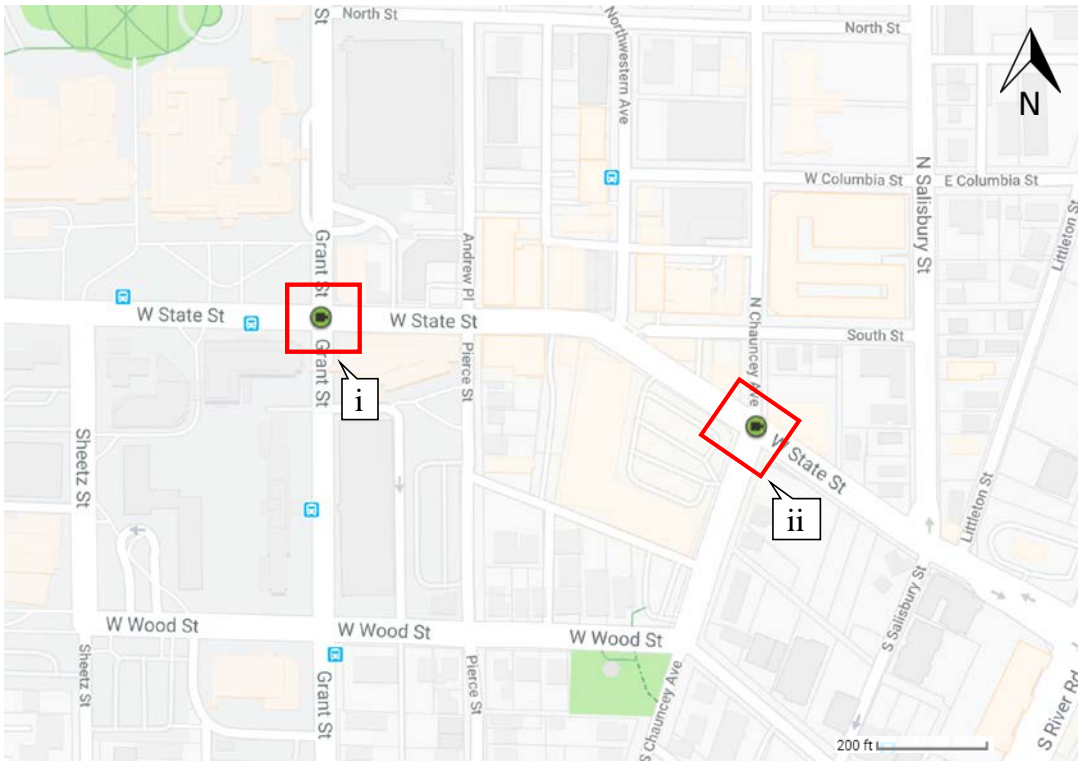 St
North St
Northwestern Ave
North St
N
W Columbia St
E Columbia St
N Salisbury St
Littleton St
Grant St
Andrew Pl
W State St
W State St
N Chauncey Ave
South St
Grant St
Pierce St
i
Sheetz St
W State St
ii
Littleton St
S Salisbury St
W Wood St
W Wood St
W Wood St
Sheetz St
Grant St
Pierce St
S Chauncey Ave
S River Rd
200 ft